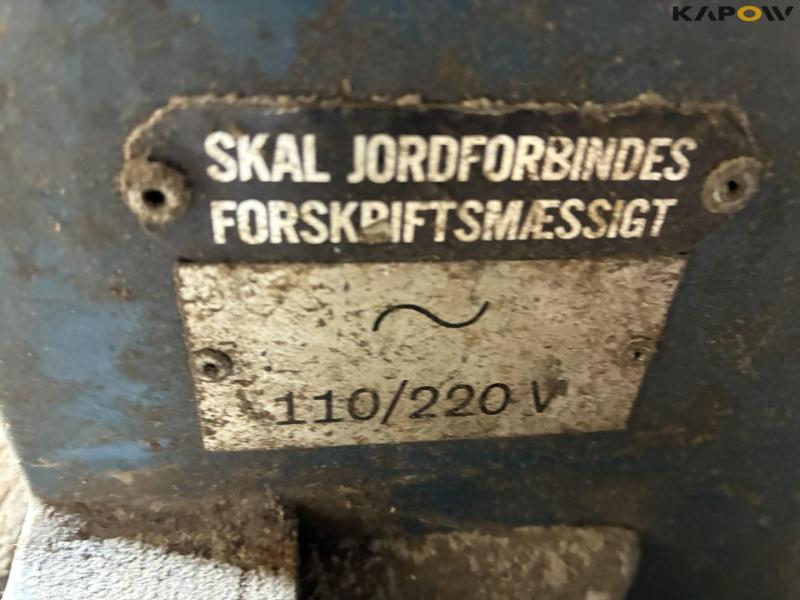 KAPOW
SKAL JORDFORBINDES
FORSKRIFTSMÆSSIGT
~
110/220 V